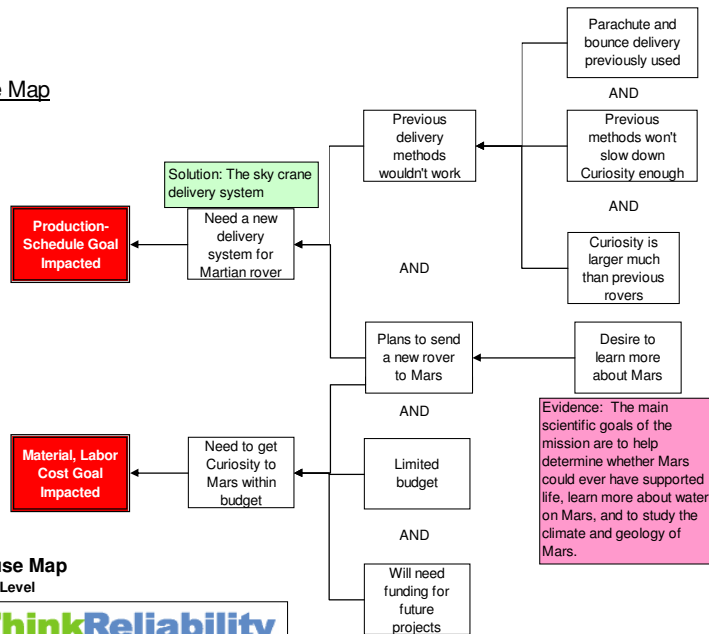 Parachute and
bounce delivery
previously used
e Map
AND
Previous
delivery
methods
wouldn't work
Previous
methods won't
slow down
Curiosity enough
Solution: The sky crane
delivery system
AND
Production-
Schedule Goal
Impacted
Need a new
delivery
system for
Martian rover
Curiosity is
larger much
than previous
rovers
AND
Plans to send
a new rover
to Mars
Desire to
learn more
about Mars
AND
Evidence: The main
scientific goals of the
mission are to help
determine whether Mars
could ever have supported
life, learn more about water
on Mars, and to study the
climate and geology of
Mars.
Material, Labor
Cost Goal
Impacted
Need to get
Curiosity to
Mars within
budget
Limited
budget
AND
use Map
Level
Will need
funding for
future
projects
ThinkReliability